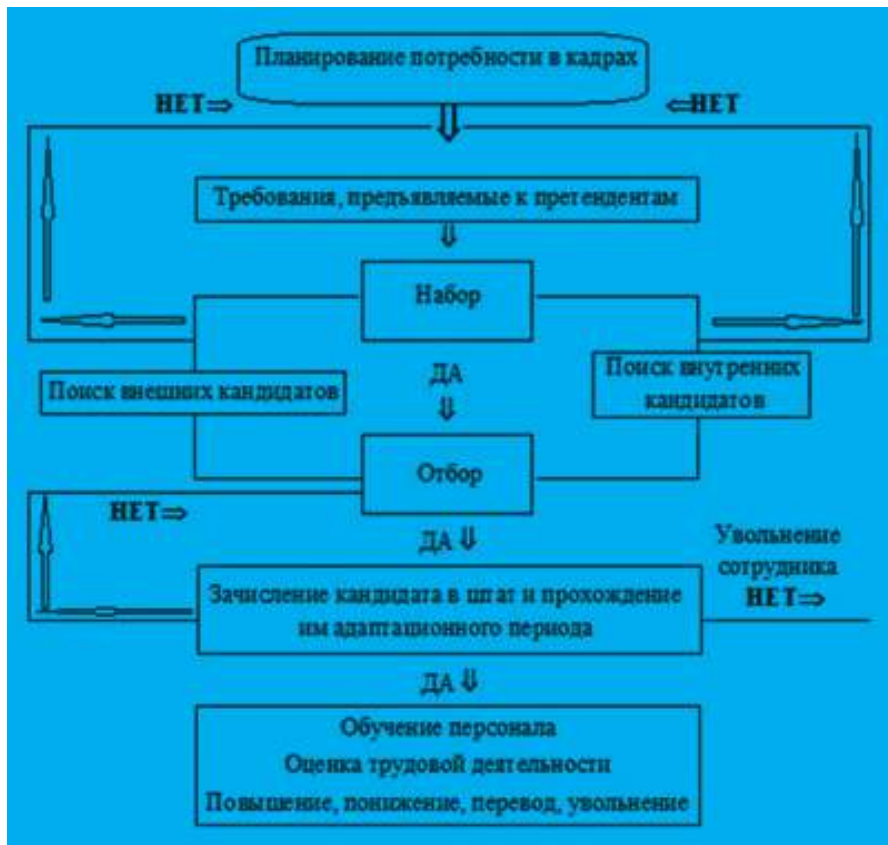 Планирование потребности в кадрах
НЕТ⇒
⇐НЕТ
Требования, предъявляемые к претендентам
⇓
Набор
Поиск внешних кандидатов
ДА
⇓
Поиск внутренних
кандидатов
Отбор
НЕТ⇒
ДА ⇓
Увольнение
сотрудника
НЕТ⇒
Зачисление кандидата в штат и прохождение
им адаптационного периода
ДА ⇓
Обучение персонала
Оценка трудовой деятельности
Повышение, понижение, перевод, увольнение